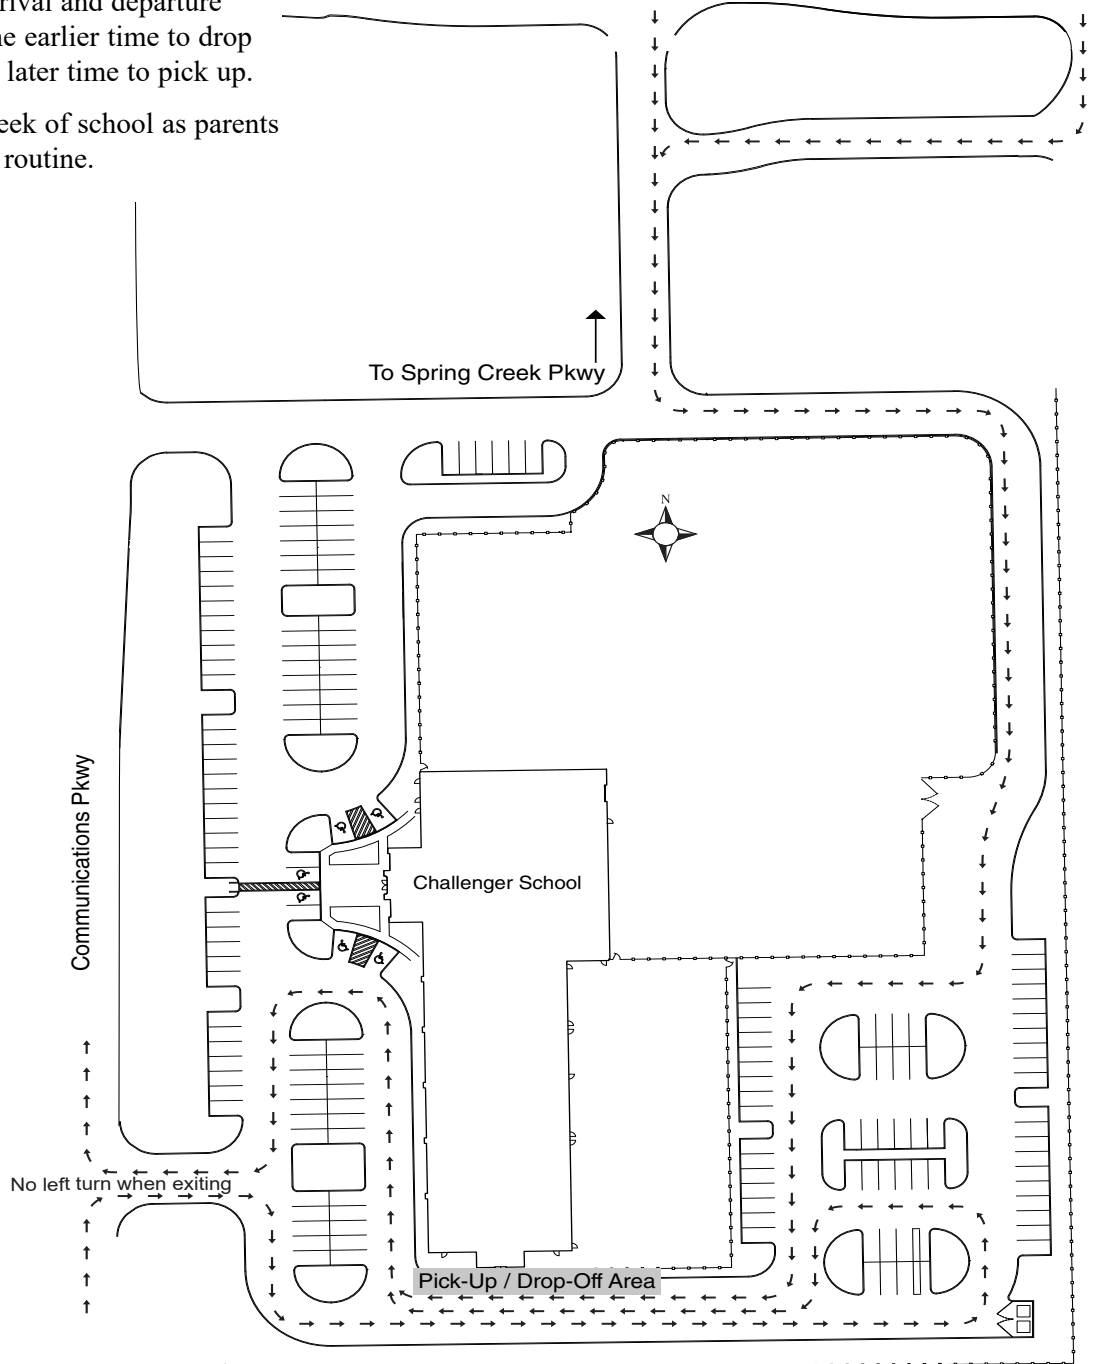 rival and departure
ne earlier time to drop
later time to pick up.
eek of school as parents
routine.
To Spring Creek Pkwy
N
Communications Pkwy
Challenger School
No left turn when exiting
Pick-Up / Drop-Off Area